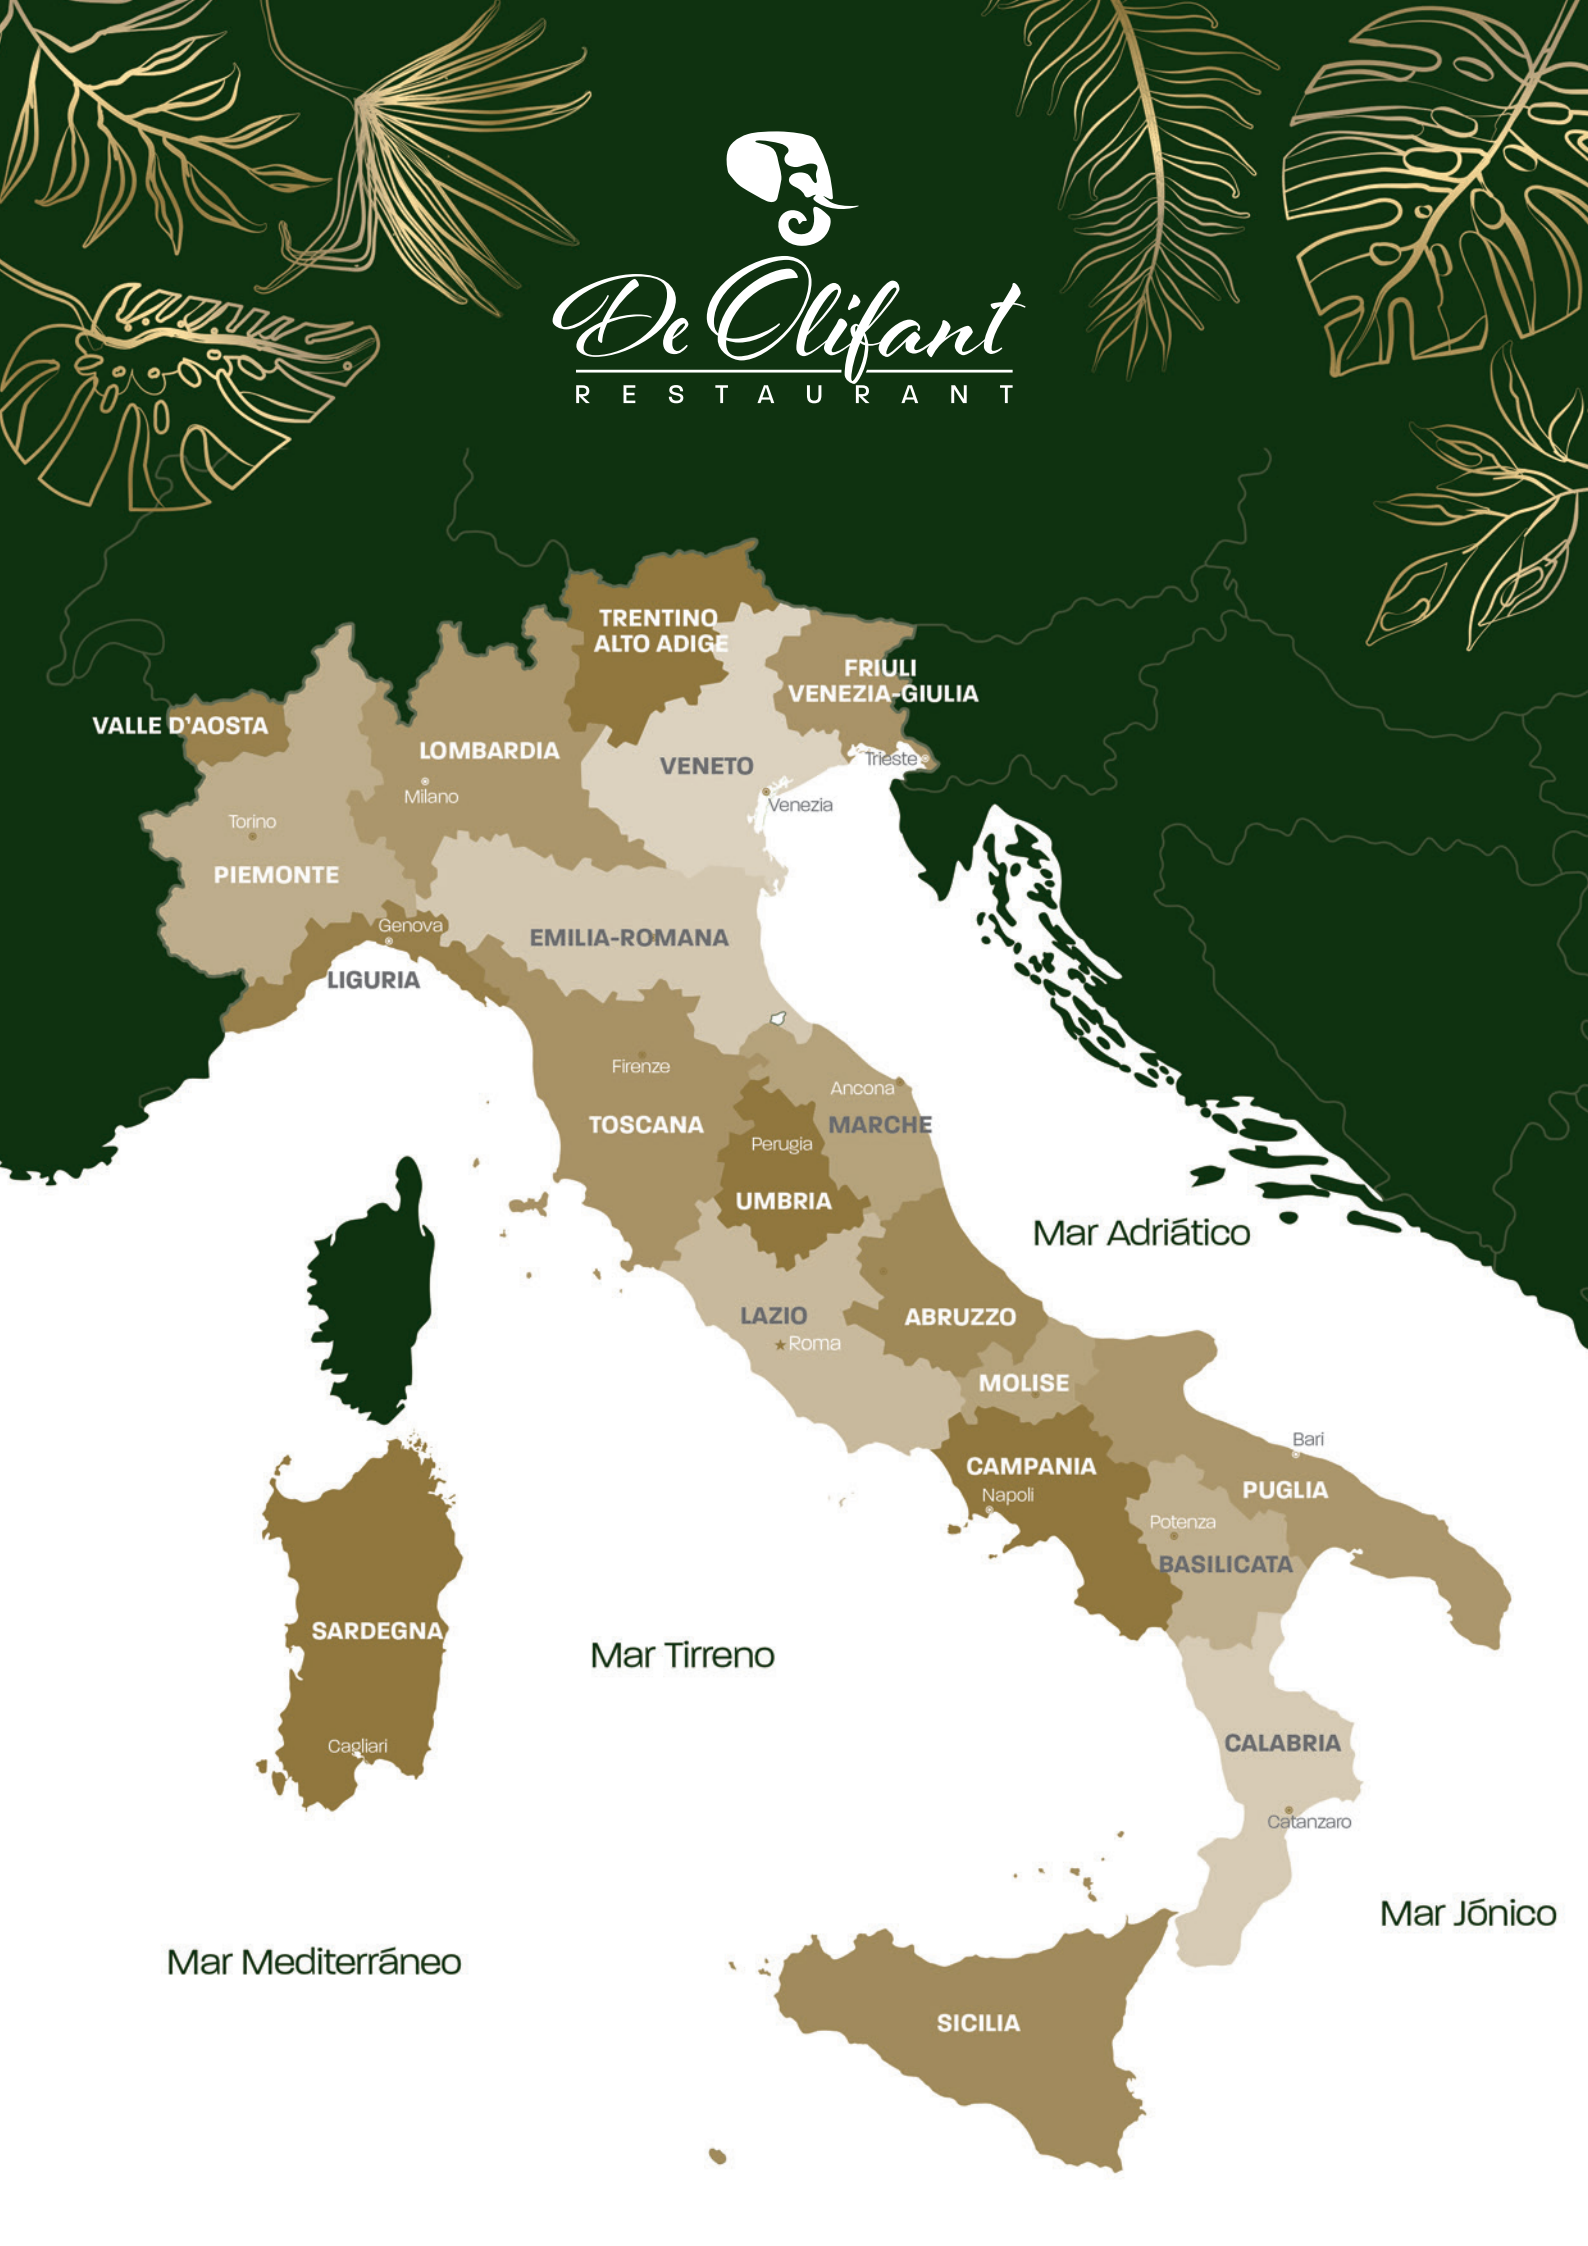 De Olifant
RESTAURANT
TRENTINO
ALTO ADIGE
FRIULI
VENEZIA-GIULIA
VALLE D'AOSTA
LOMBARDIA
VENETO
Trieste
Milano
Venezia
Torino
PIEMONTE
Genova
EMILIA-ROMANA
LIGURIA
Firenze
Ancona
TOSCANA
MARCHE
Perugia
UMBRIA
Mar Adriático
LAZIO
ABRUZZO
Roma
MOLISE
Bari
CAMPANIA
PUGLIA
Napoli
Potenza
BASILICATA
SARDEGNA
Mar Tirreno
Cagliari
CALABRIA
Catanzaro
Mar Jónico
Mar Mediterráneo
SICILIA